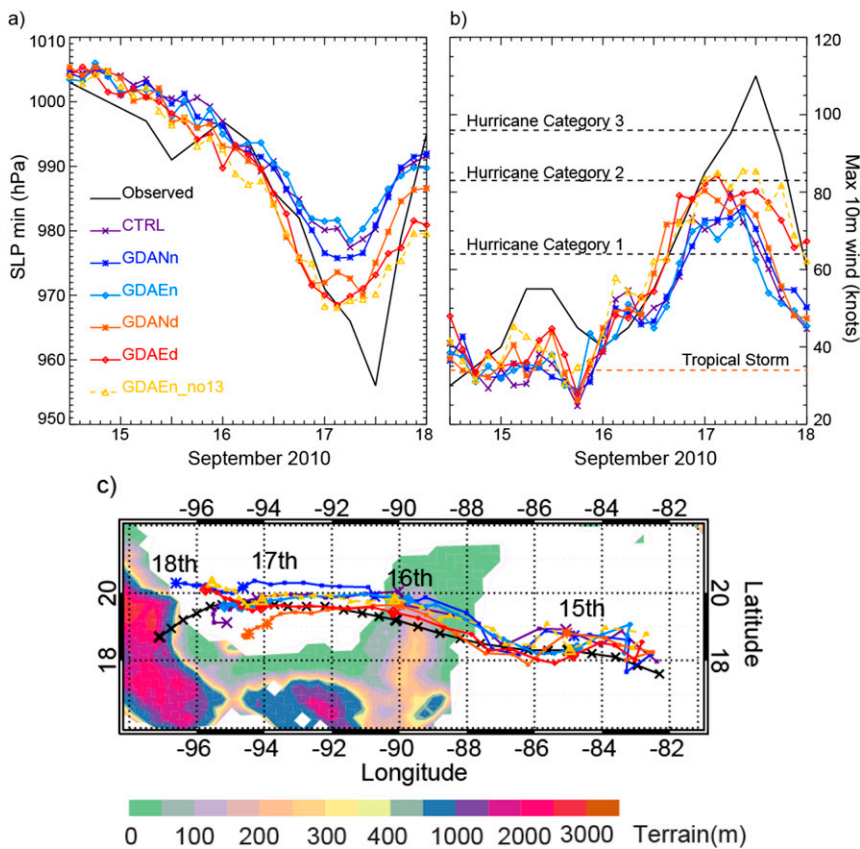 a)
b)
1010
1000
990
980
970
960
950
SLP min (hPa)
Observed
CTRL
GDANn
GDAEn
GDANd
GDAEd
GDAEn_no13
15
16
17
18
September 2010
Hurricane Category 3
Hurricane Category 2
Hurricane Category 1
Tropical Storm
120
100
80
60
40
20
Max 10m wind (knots)
15
16
17
18
September 2010
c)
-96
-94
-92
-90
-88
-86
-84
-82
18th
17th
16th
15th
20
18
20
18
Latitude
-96
-94
-92
-90
-88
-85
-84
-82
Longitude
0
100
200
300
400
1000
2000
3000
Terrain(m)